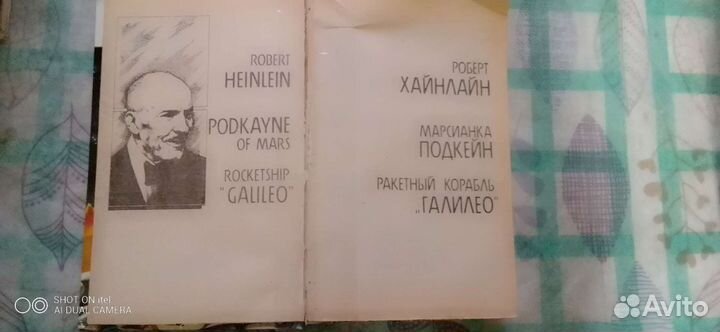 ROBERT
HEINLEIN
PODKAYNE
OF MARS
ROCKETSHIP
"GALILEO"
РОБЕРТ
ХАЙНЛАЙН
МАРСИАНКА
ПОДКЕЙН
РАКЕТНЫЙ КОРАБЛЬ
„ГАЛИЛЕО"
SHOT ON itel
AI DUAL CAMERA
Avito